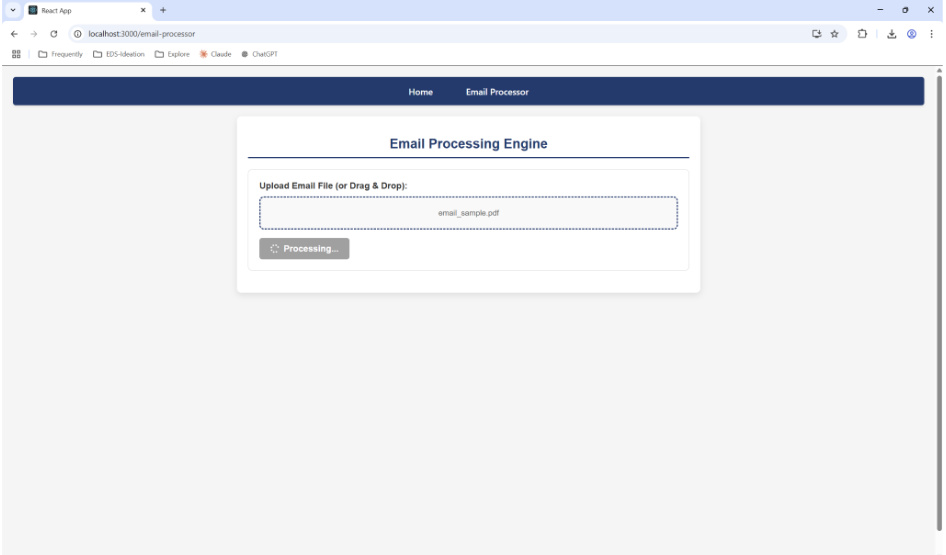 React App
localhost:3000/email-processor
Frequently EDS-Ideation Explore Claude ChatGPT
Home Email Processor
Email Processing Engine
Upload Email File (or Drag & Drop):
email_sample.pdf
Processing...